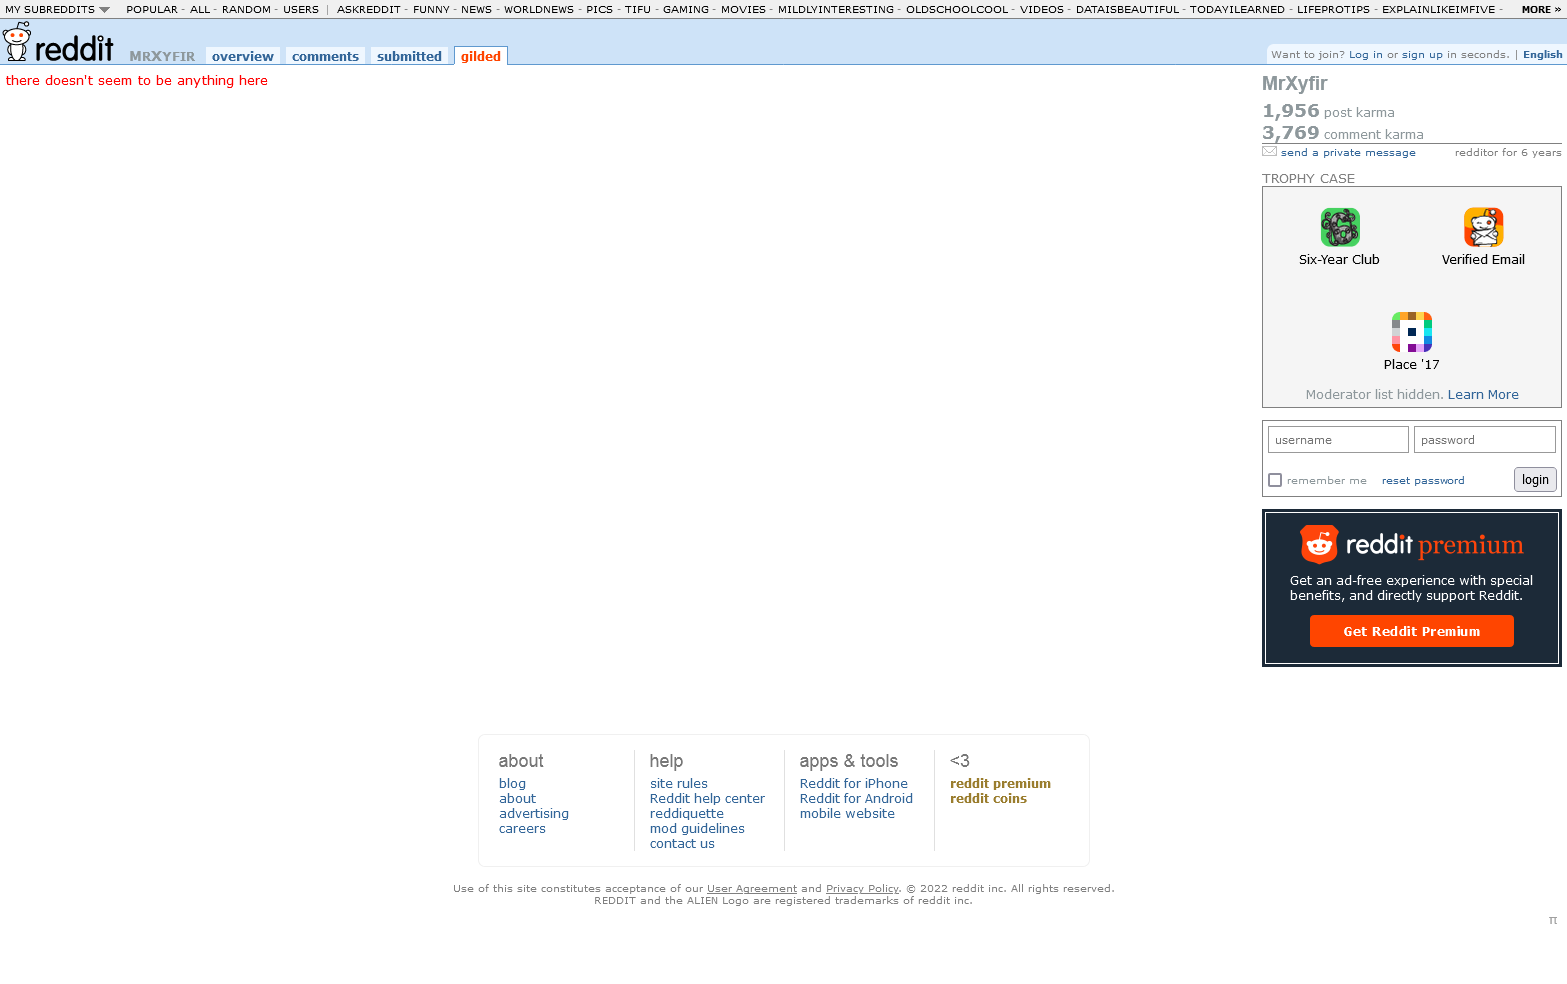 MY SUBREDDITS POPULAR - ALL - RANDOM - USERS | ASKREDDIT - FUNNY - NEWS - WORLDNEWS - PICS - TIFU - GAMING - MOVIES - MILDLYINTERESTING - OLDSCHOOLCOOL - VIDEOS - DATAISBEAUTIFUL - TODAYILEARNED - LIFEPROTIPS - EXPLAINLIKEIMFIVE - MORE »
reddit MrXyfir overview comments submitted gilded
Want to join? Log in or sign up in seconds. | English
there doesn't seem to be anything here
MrXyfir
1,956 post karma
3,769 comment karma
send a private message redditor for 6 years
TROPHY CASE
Six-Year Club Verified Email
Place '17
Moderator list hidden. Learn More
username password
remember me reset password login
reddit premium
Get an ad-free experience with special
benefits, and directly support Reddit.
Get Reddit Premium
about
blog
about
advertising
careers
help
site rules
Reddit help center
reddiquette
mod guidelines
contact us
apps & tools
Reddit for iPhone
Reddit for Android
mobile website
<3
reddit premium
reddit coins
Use of this site constitutes acceptance of our User Agreement and Privacy Policy. © 2022 reddit inc. All rights reserved.
REDDIT and the ALIEN Logo are registered trademarks of reddit inc.
π